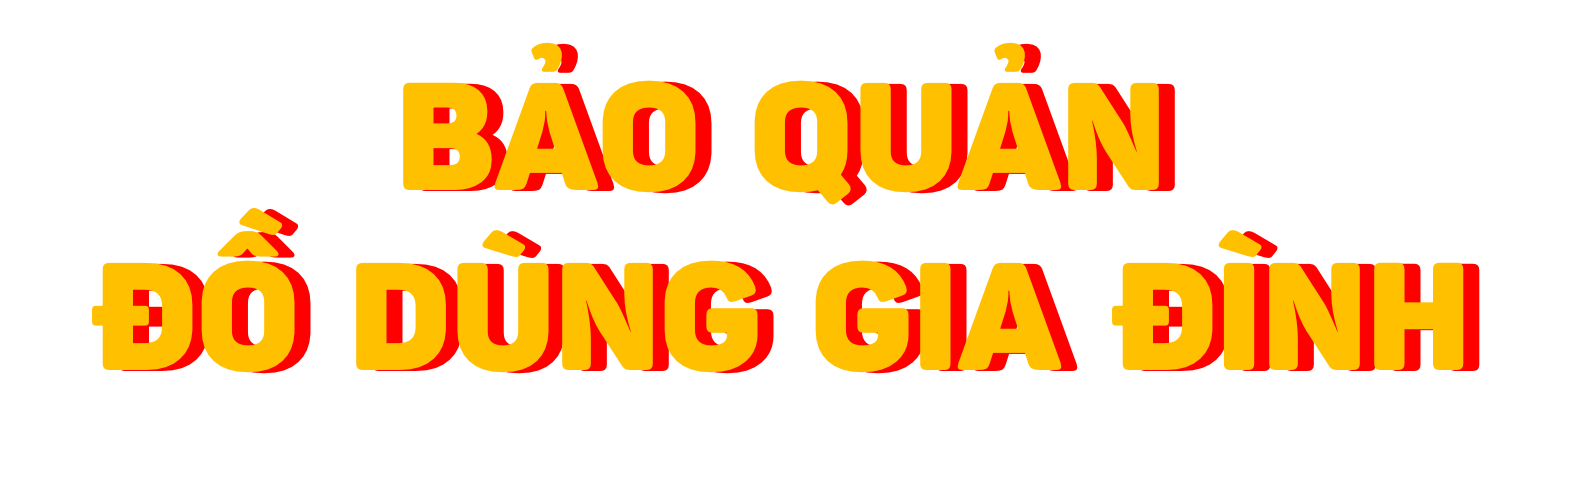 BẢO QUẢN
ĐỒ DÙNG GIA ĐÌNH